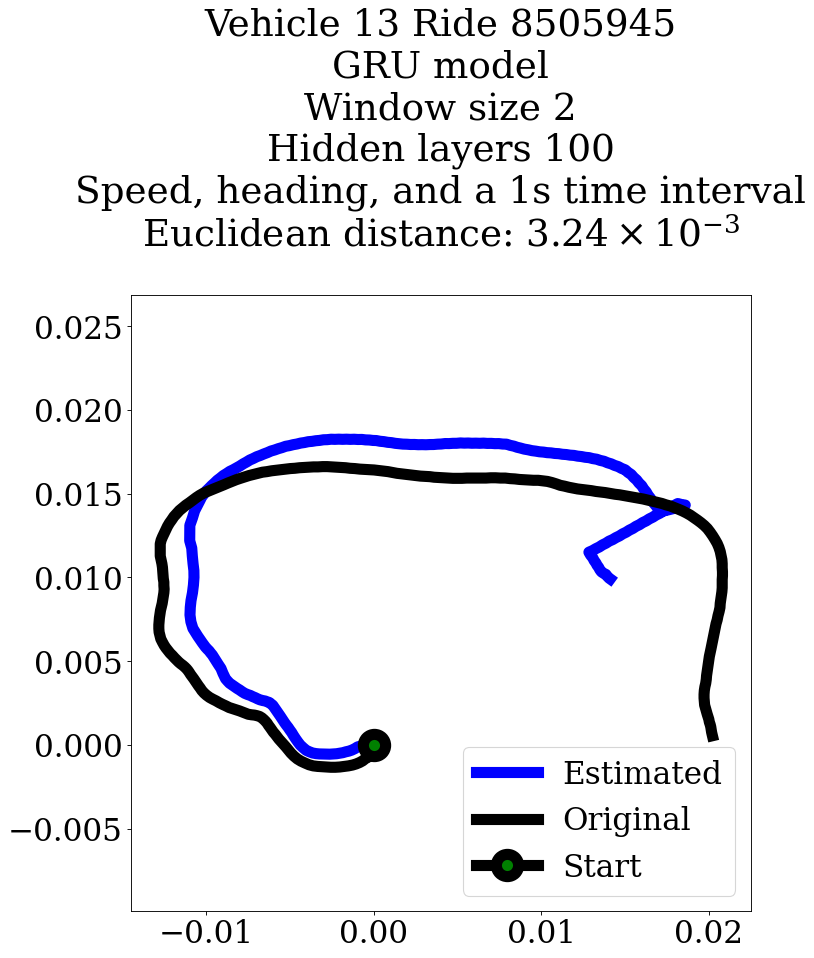 Vehicle 13 Ride 8505945
GRU model
Window size 2
Hidden layers 100
Speed, heading, and a 1s time interval
Euclidean distance: 3.24 × 10⁻³
0.025
0.020
0.015
0.010
0.005
0.000
−0.005
Estimated
Original
Start
−0.01 0.00 0.01 0.02